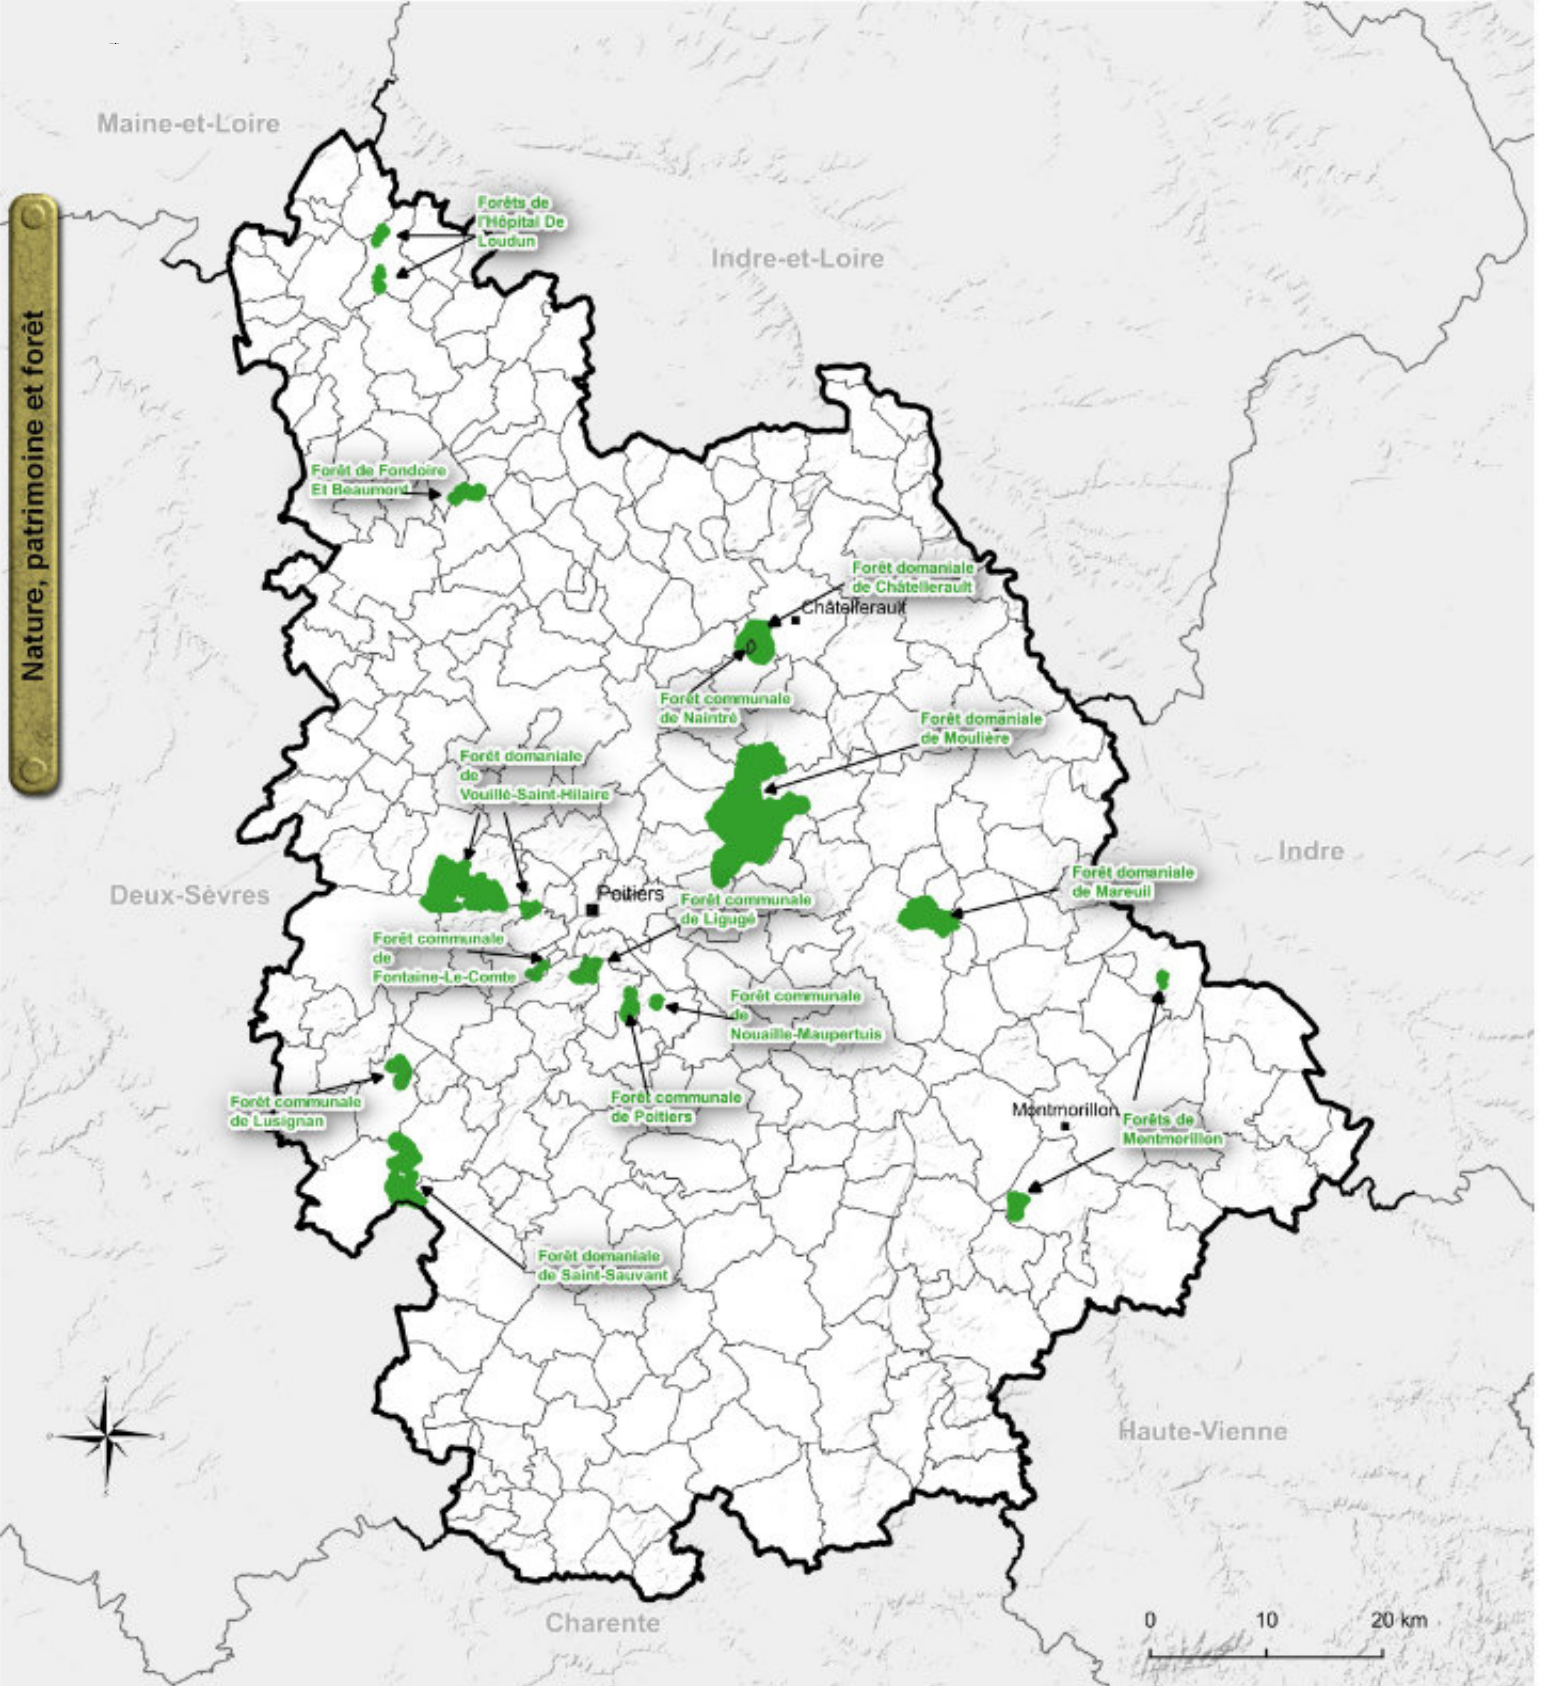 Maine-et-Loire
Nature, patrimoine et forêt
Forêts de
l'Hôpital De
Loudun
Indre-et-Loire
Forêt de Fondoire
Et Beaumont
Forêt domaniale
de Châtellerault
Châtellerault
Forêt communale
de Naintré
Forêt domaniale
de Moulière
Forêt domaniale
de
Vouillé-Saint-Hilaire
Indre
Deux-Sèvres
Forêt domaniale
de Mareuil
Poitiers
Forêt communale
de Ligugé
Forêt communale
de
Fontaine-Le-Comte
Forêt communale
de
Nouaille-Maupertuis
Forêt communale
de Lusignan
Forêt communale
de Poitiers
Montmorillon
Forêts de
Montmorillon
Forêt domaniale
de Saint-Sauvant
Haute-Vienne
Charente
0 10 20 km